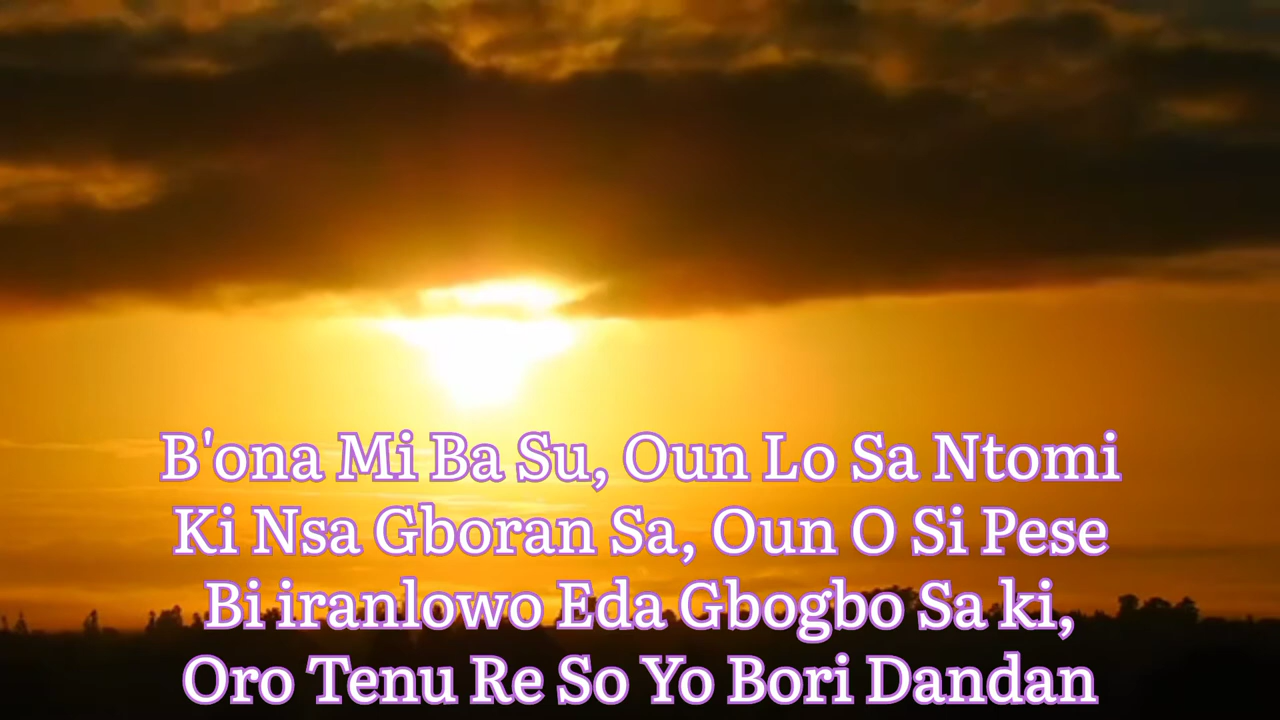 B'ona Mi Ba Su, Oun Lo Sa Ntomi
Ki Nsa Gboran Sa, Oun O Si Pese
Bi iranlowo Eda Gbogbo Sa ki,
Oro Tenu Re So Yo Bori Dandan